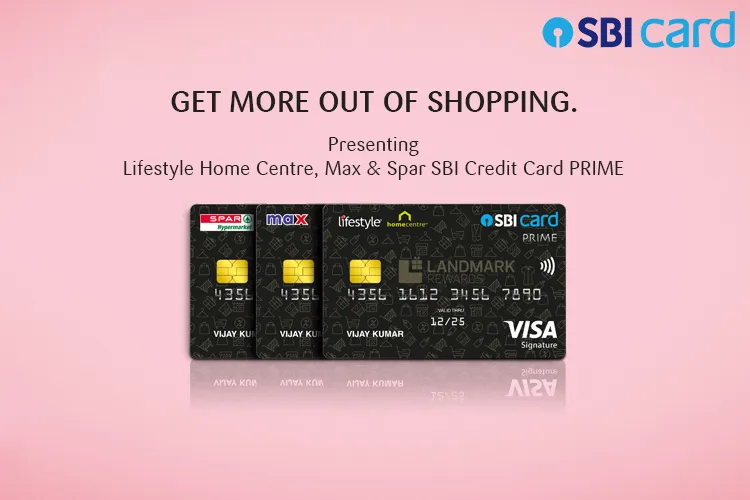 SBI card
GET MORE OUT OF SHOPPING.
Presenting
Lifestyle Home Centre, Max & Spar SBI Credit Card PRIME
SPAR
Hypermarket
4356
VIJAY KUM
max
4356
VIJAY KUM
lifestyle
homecentre
SBI card
PRIME
LANDMARK
REWARDS
4356 1612 3456 7890
VALID THRU
12/25
VIJAY KUMAR
VISA
Signature